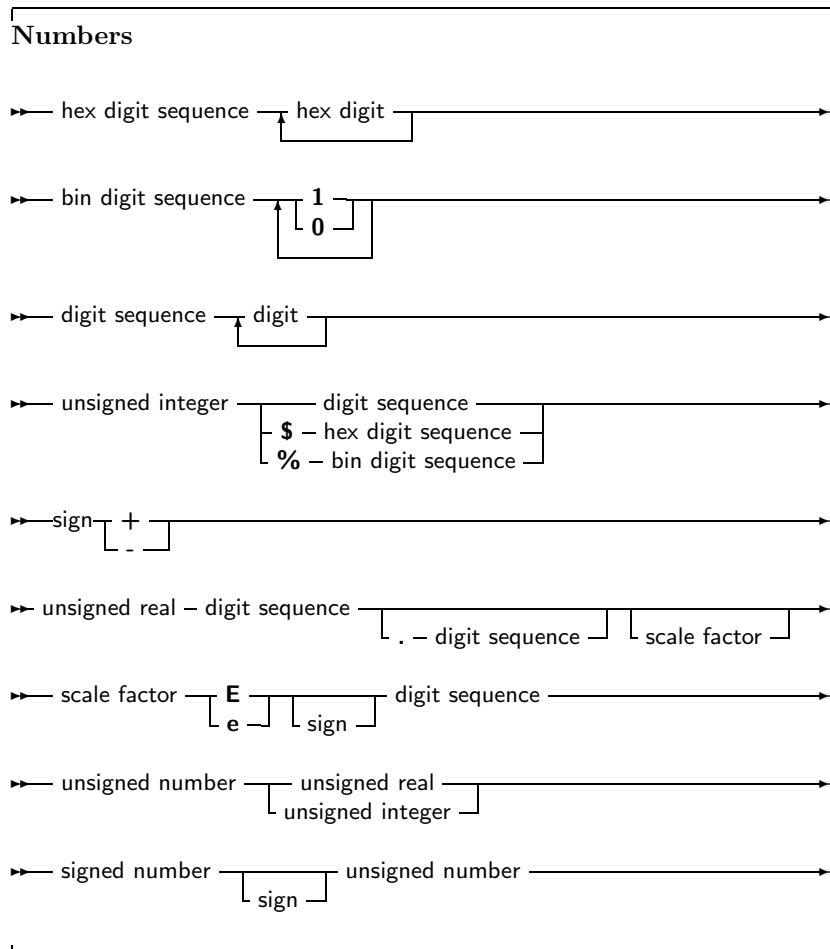 Numbers
hex digit sequence hex digit
bin digit sequence 1
0
digit sequence digit
unsigned integer digit sequence
$ hex digit sequence
% bin digit sequence
sign +
-
unsigned real digit sequence
. digit sequence scale factor
scale factor E digit sequence
e sign
unsigned number unsigned real
unsigned integer
signed number unsigned number
sign